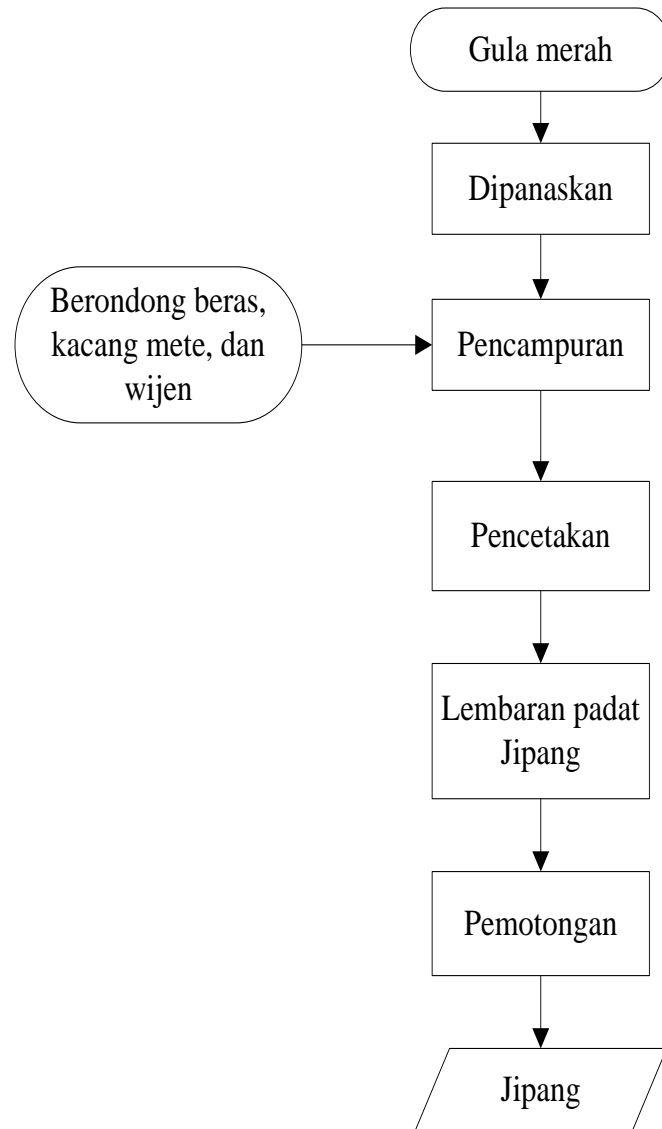 Gula merah
Dipanaskan
Berondong beras,
kacang mete, dan
wijen
Pencampuran
Pencetakan
Lembaran padat
Jipang
Pemotongan
Jipang